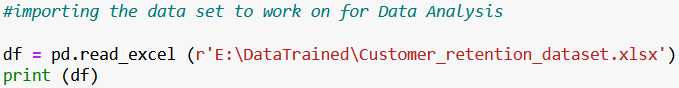 #importing the data set to work on for Data Analysis
df = pd.read_excel (r'E:\DataTrained\Customer_retention_dataset.xlsx')
print (df)